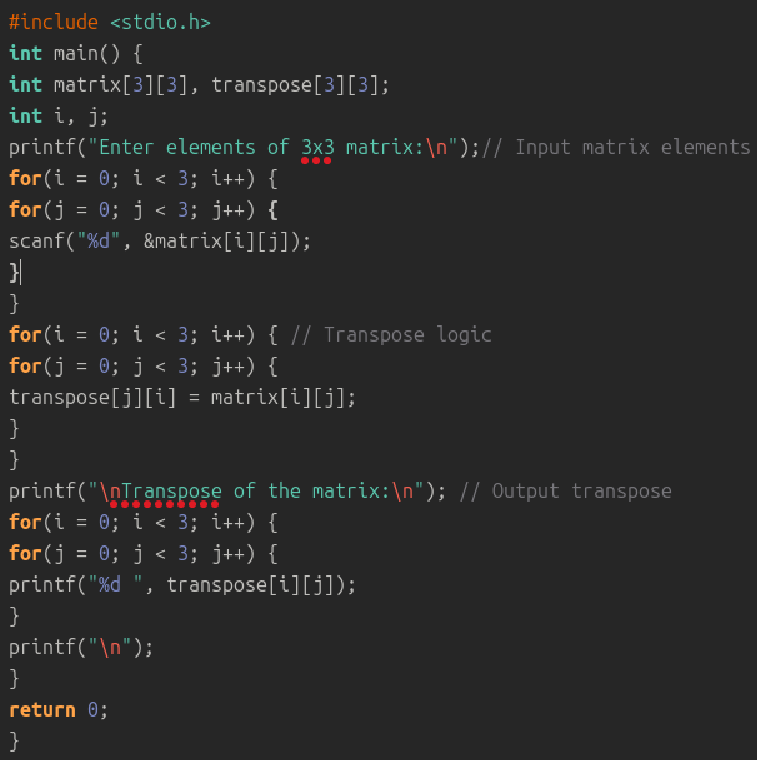 #include <stdio.h>
int main() {
int matrix[3][3], transpose[3][3];
int i, j;
printf("Enter elements of 3x3 matrix:\n");// Input matrix elements
for(i = 0; i < 3; i++) {
for(j = 0; j < 3; j++) {
scanf("%d", &matrix[i][j]);
}
}
for(i = 0; i < 3; i++) { // Transpose logic
for(j = 0; j < 3; j++) {
transpose[j][i] = matrix[i][j];
}
}
printf("\nTranspose of the matrix:\n"); // Output transpose
for(i = 0; i < 3; i++) {
for(j = 0; j < 3; j++) {
printf("%d ", transpose[i][j]);
}
printf("\n");
}
return 0;
}